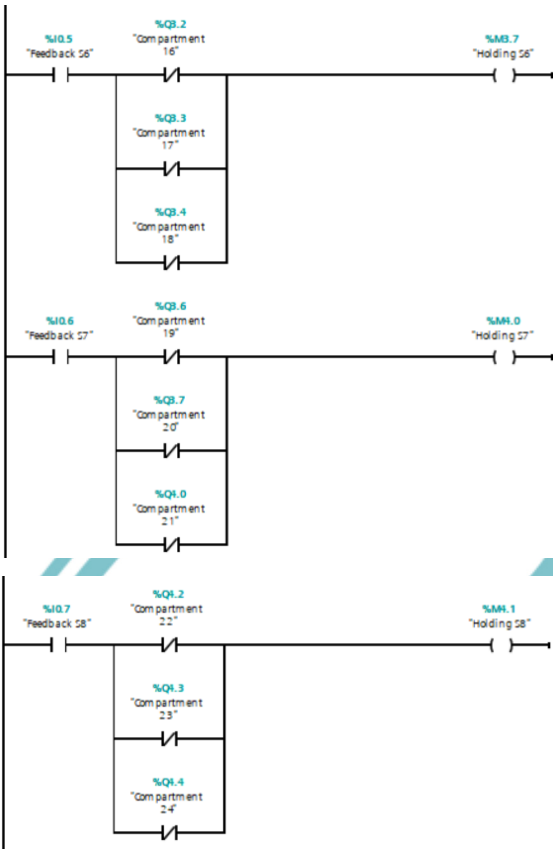 %Q3.2
%I0.5
"Compartment
%M3.7
"Feedback S6"
16"
"Holding S6"
%Q3.3
"Compartment
17"
%Q3.4
"Compartment
18"
%Q3.6
%I0.6
"Compartment
%M4.0
"Feedback S7"
19"
"Holding S7"
%Q3.7
"Compartment
20"
%Q4.0
"Compartment
21"
%Q4.2
%I0.7
"Compartment
%M4.1
"Feedback S8"
22"
"Holding S8"
%Q4.3
"Compartment
23"
%Q4.4
"Compartment
24"